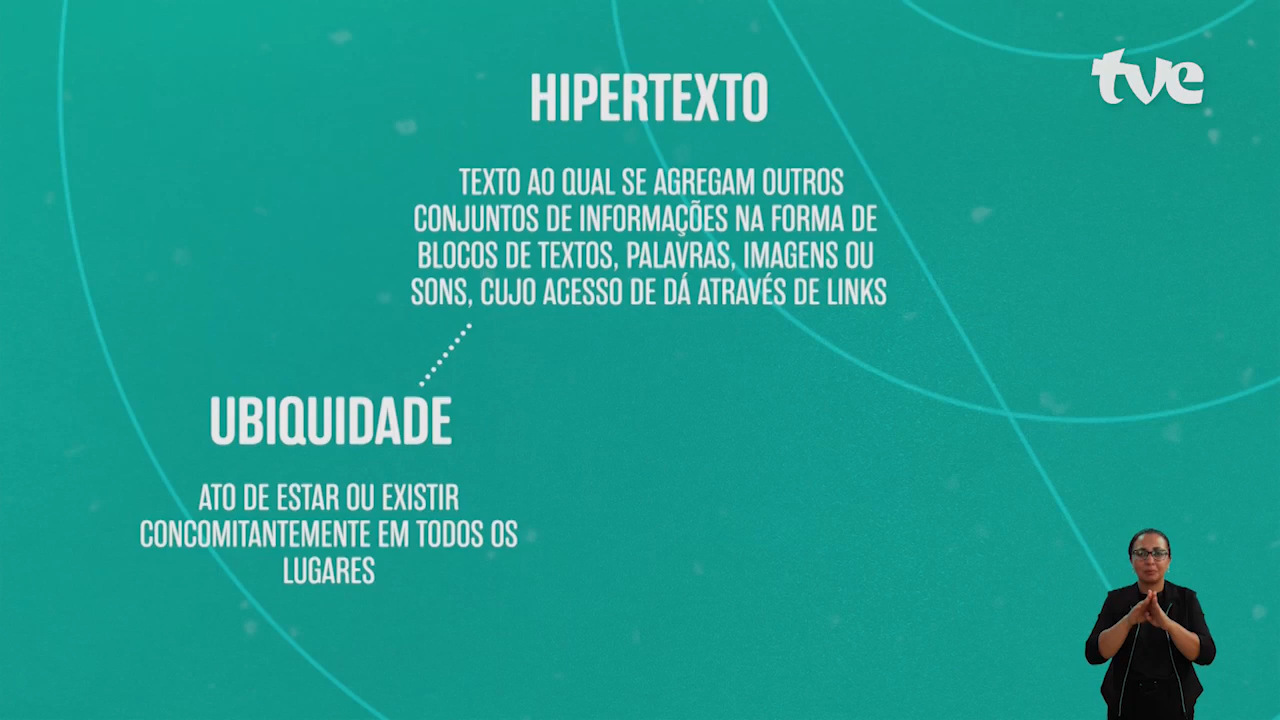 tve
HIPERTEXTO
TEXTO AO QUAL SE AGREGAM OUTROS
CONJUNTOS DE INFORMAÇÕES NA FORMA DE
BLOCOS DE TEXTOS, PALAVRAS, IMAGENS OU
SONS, CUJO ACESSO DE DÁ ATRAVÉS DE LINKS
UBIQUIDADE
ATO DE ESTAR OU EXISTIR
CONCOMITANTEMENTE EM TODOS OS
LUGARES